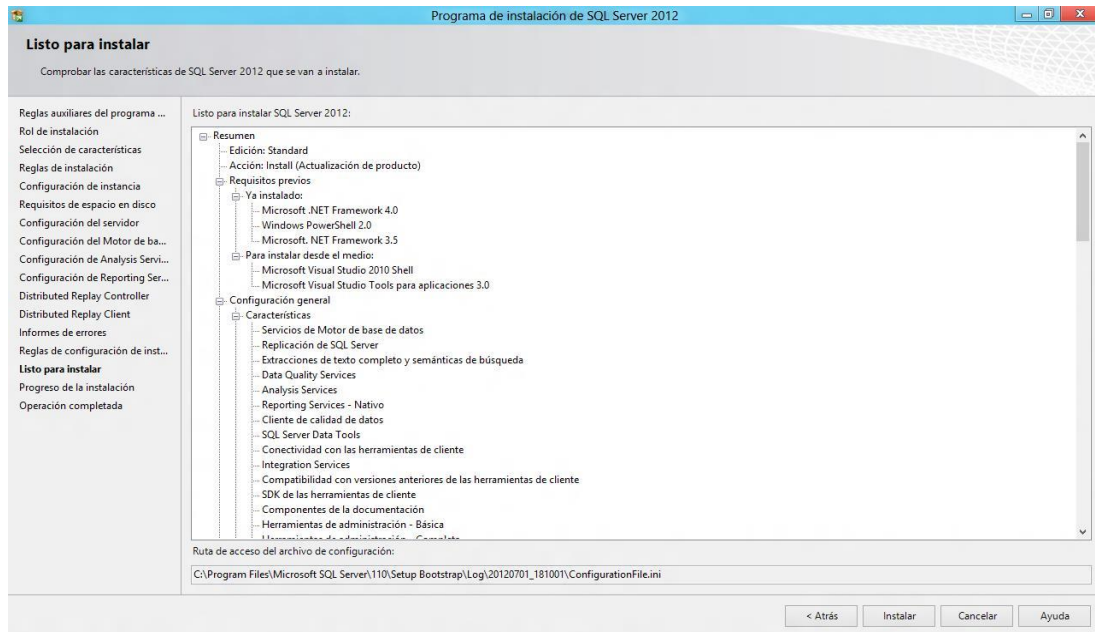 Programa de instalación de SQL Server 2012
Listo para instalar
Comprobar las características de SQL Server 2012 que se van a instalar.
Reglas auxiliares del programa ...
Rol de instalación
Selección de características
Reglas de instalación
Configuración de instancia
Requisitos de espacio en disco
Configuración del servidor
Configuración del Motor de ba...
Configuración de Analysis Servi...
Configuración de Reporting Ser...
Distributed Replay Controller
Distributed Replay Client
Informes de errores
Reglas de configuración de inst...
Listo para instalar
Progreso de la instalación
Operación completada
Listo para instalar SQL Server 2012:
Resumen
Edición: Standard
Acción: Install (Actualización de producto)
Requisitos previos
Ya instalado:
Microsoft .NET Framework 4.0
Windows PowerShell 2.0
Microsoft. NET Framework 3.5
Para instalar desde el medio:
Microsoft Visual Studio 2010 Shell
Microsoft Visual Studio Tools para aplicaciones 3.0
Configuración general
Características
Servicios de Motor de base de datos
Replicación de SQL Server
Extracciones de texto completo y semánticas de búsqueda
Data Quality Services
Analysis Services
Reporting Services - Nativo
Cliente de calidad de datos
SQL Server Data Tools
Conectividad con las herramientas de cliente
Integration Services
Compatibilidad con versiones anteriores de las herramientas de cliente
SDK de las herramientas de cliente
Componentes de la documentación
Herramientas de administración - Básica
Herramientas de administración - Completa
Ruta de acceso del archivo de configuración:
C:\Program Files\Microsoft SQL Server\110\Setup Bootstrap\Log\20120701_181001\ConfigurationFile.ini
< Atrás
Instalar
Cancelar
Ayuda